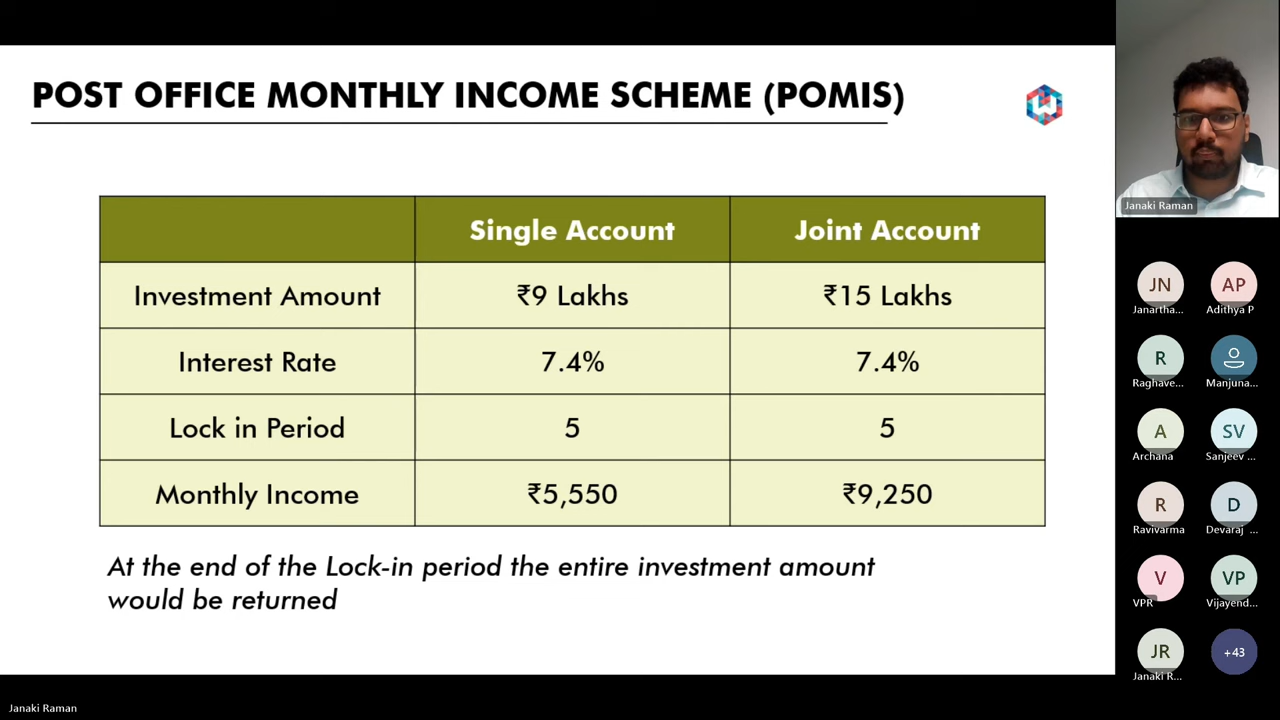 POST OFFICE MONTHLY INCOME SCHEME (POMIS)
Single Account Joint Account
Investment Amount ₹9 Lakhs ₹15 Lakhs
Interest Rate 7.4% 7.4%
Lock in Period 5 5
Monthly Income ₹5,550 ₹9,250
At the end of the Lock-in period the entire investment amount
would be returned
Janaki Raman
JN AP
Janartha... Adithya P
R
Raghave... Manjuna...
A SV
Archana Sanjeev ...
R D
Ravivarma Devaraj ...
V VP
VPR Vijayend...
JR +43
Janaki R...
Janaki Raman